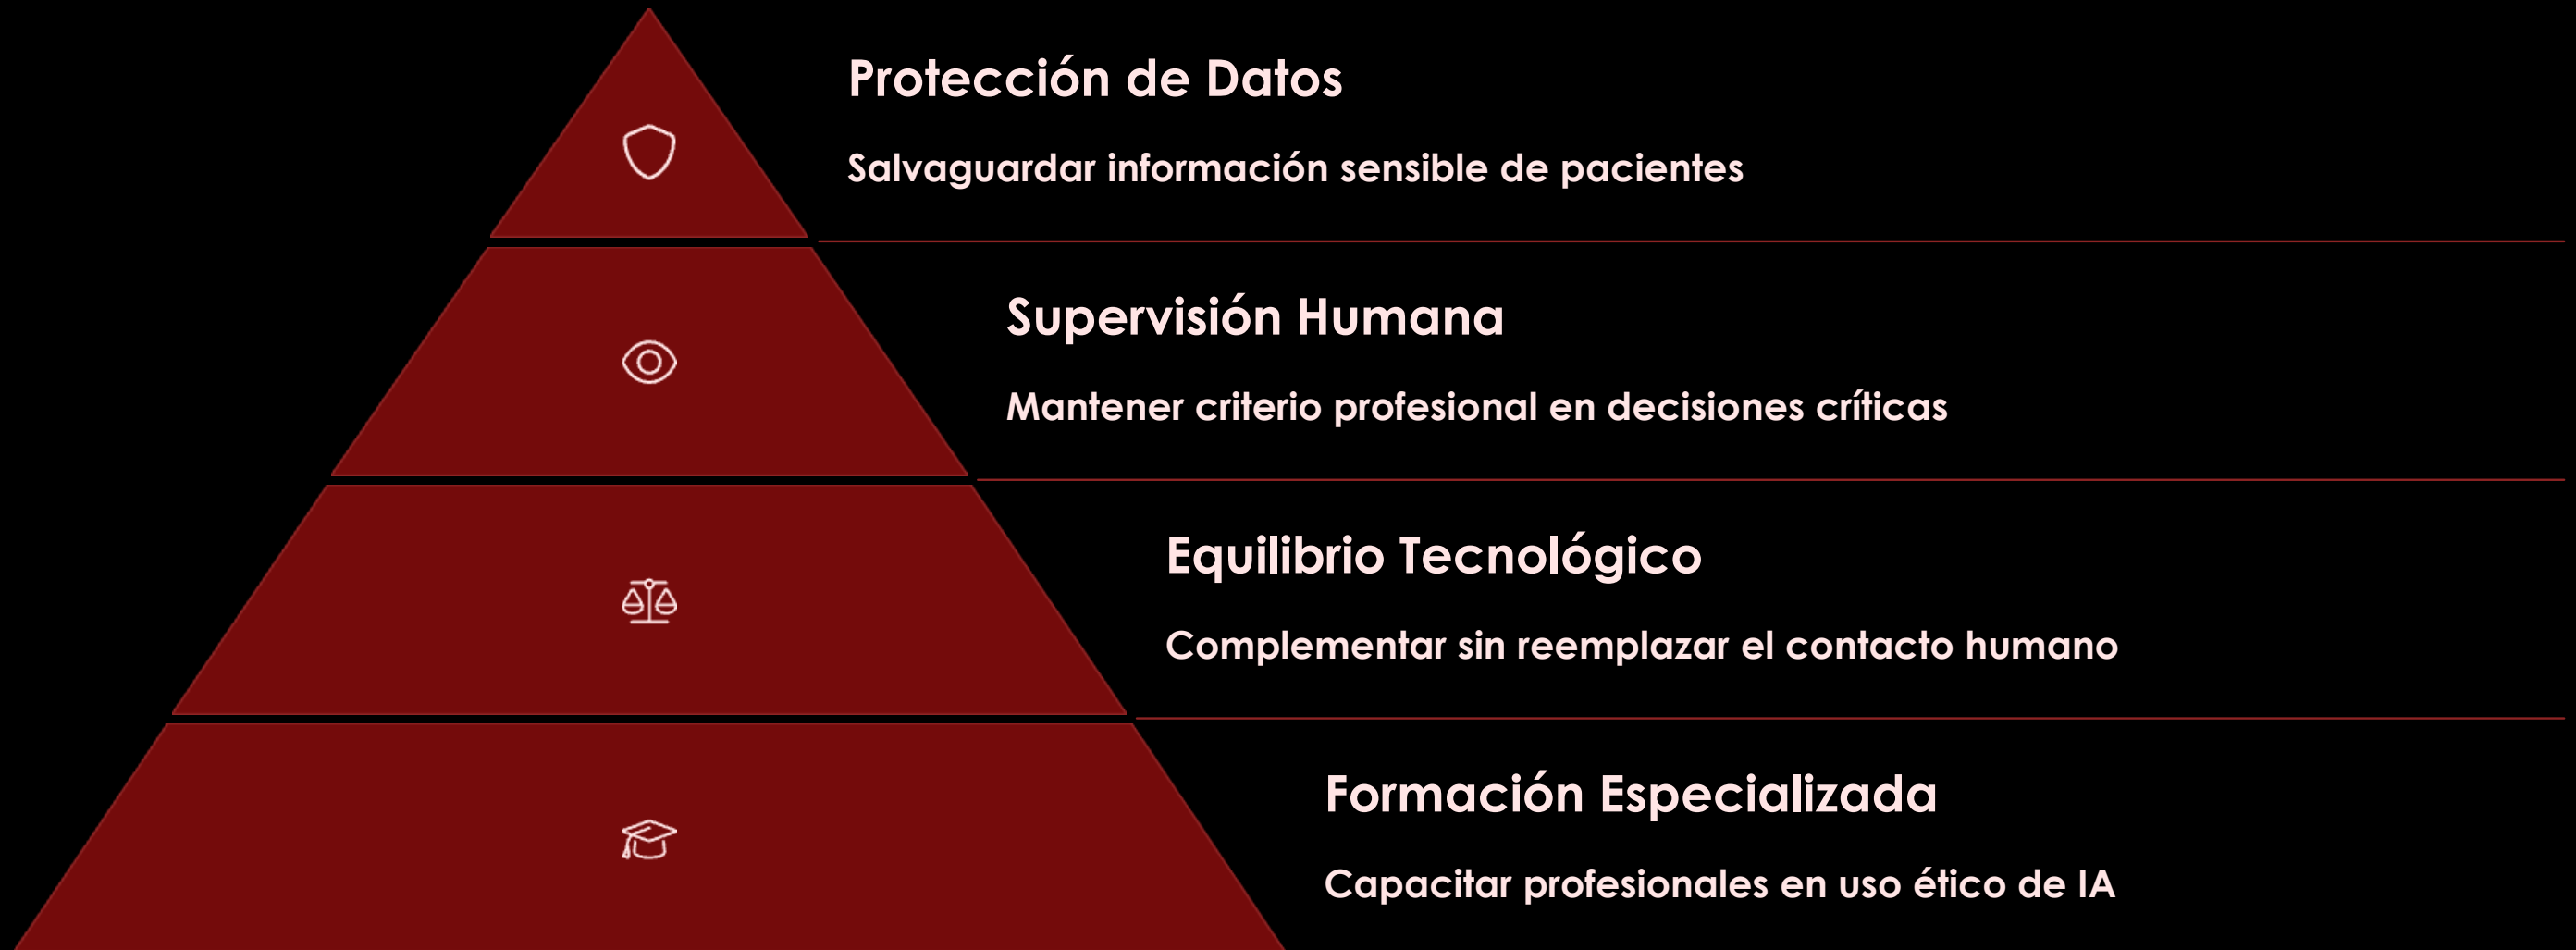 Protección de Datos
Salvaguardar información sensible de pacientes
Supervisión Humana
Mantener criterio profesional en decisiones críticas
Equilibrio Tecnológico
Complementar sin reemplazar el contacto humano
Formación Especializada
Capacitar profesionales en uso ético de IA